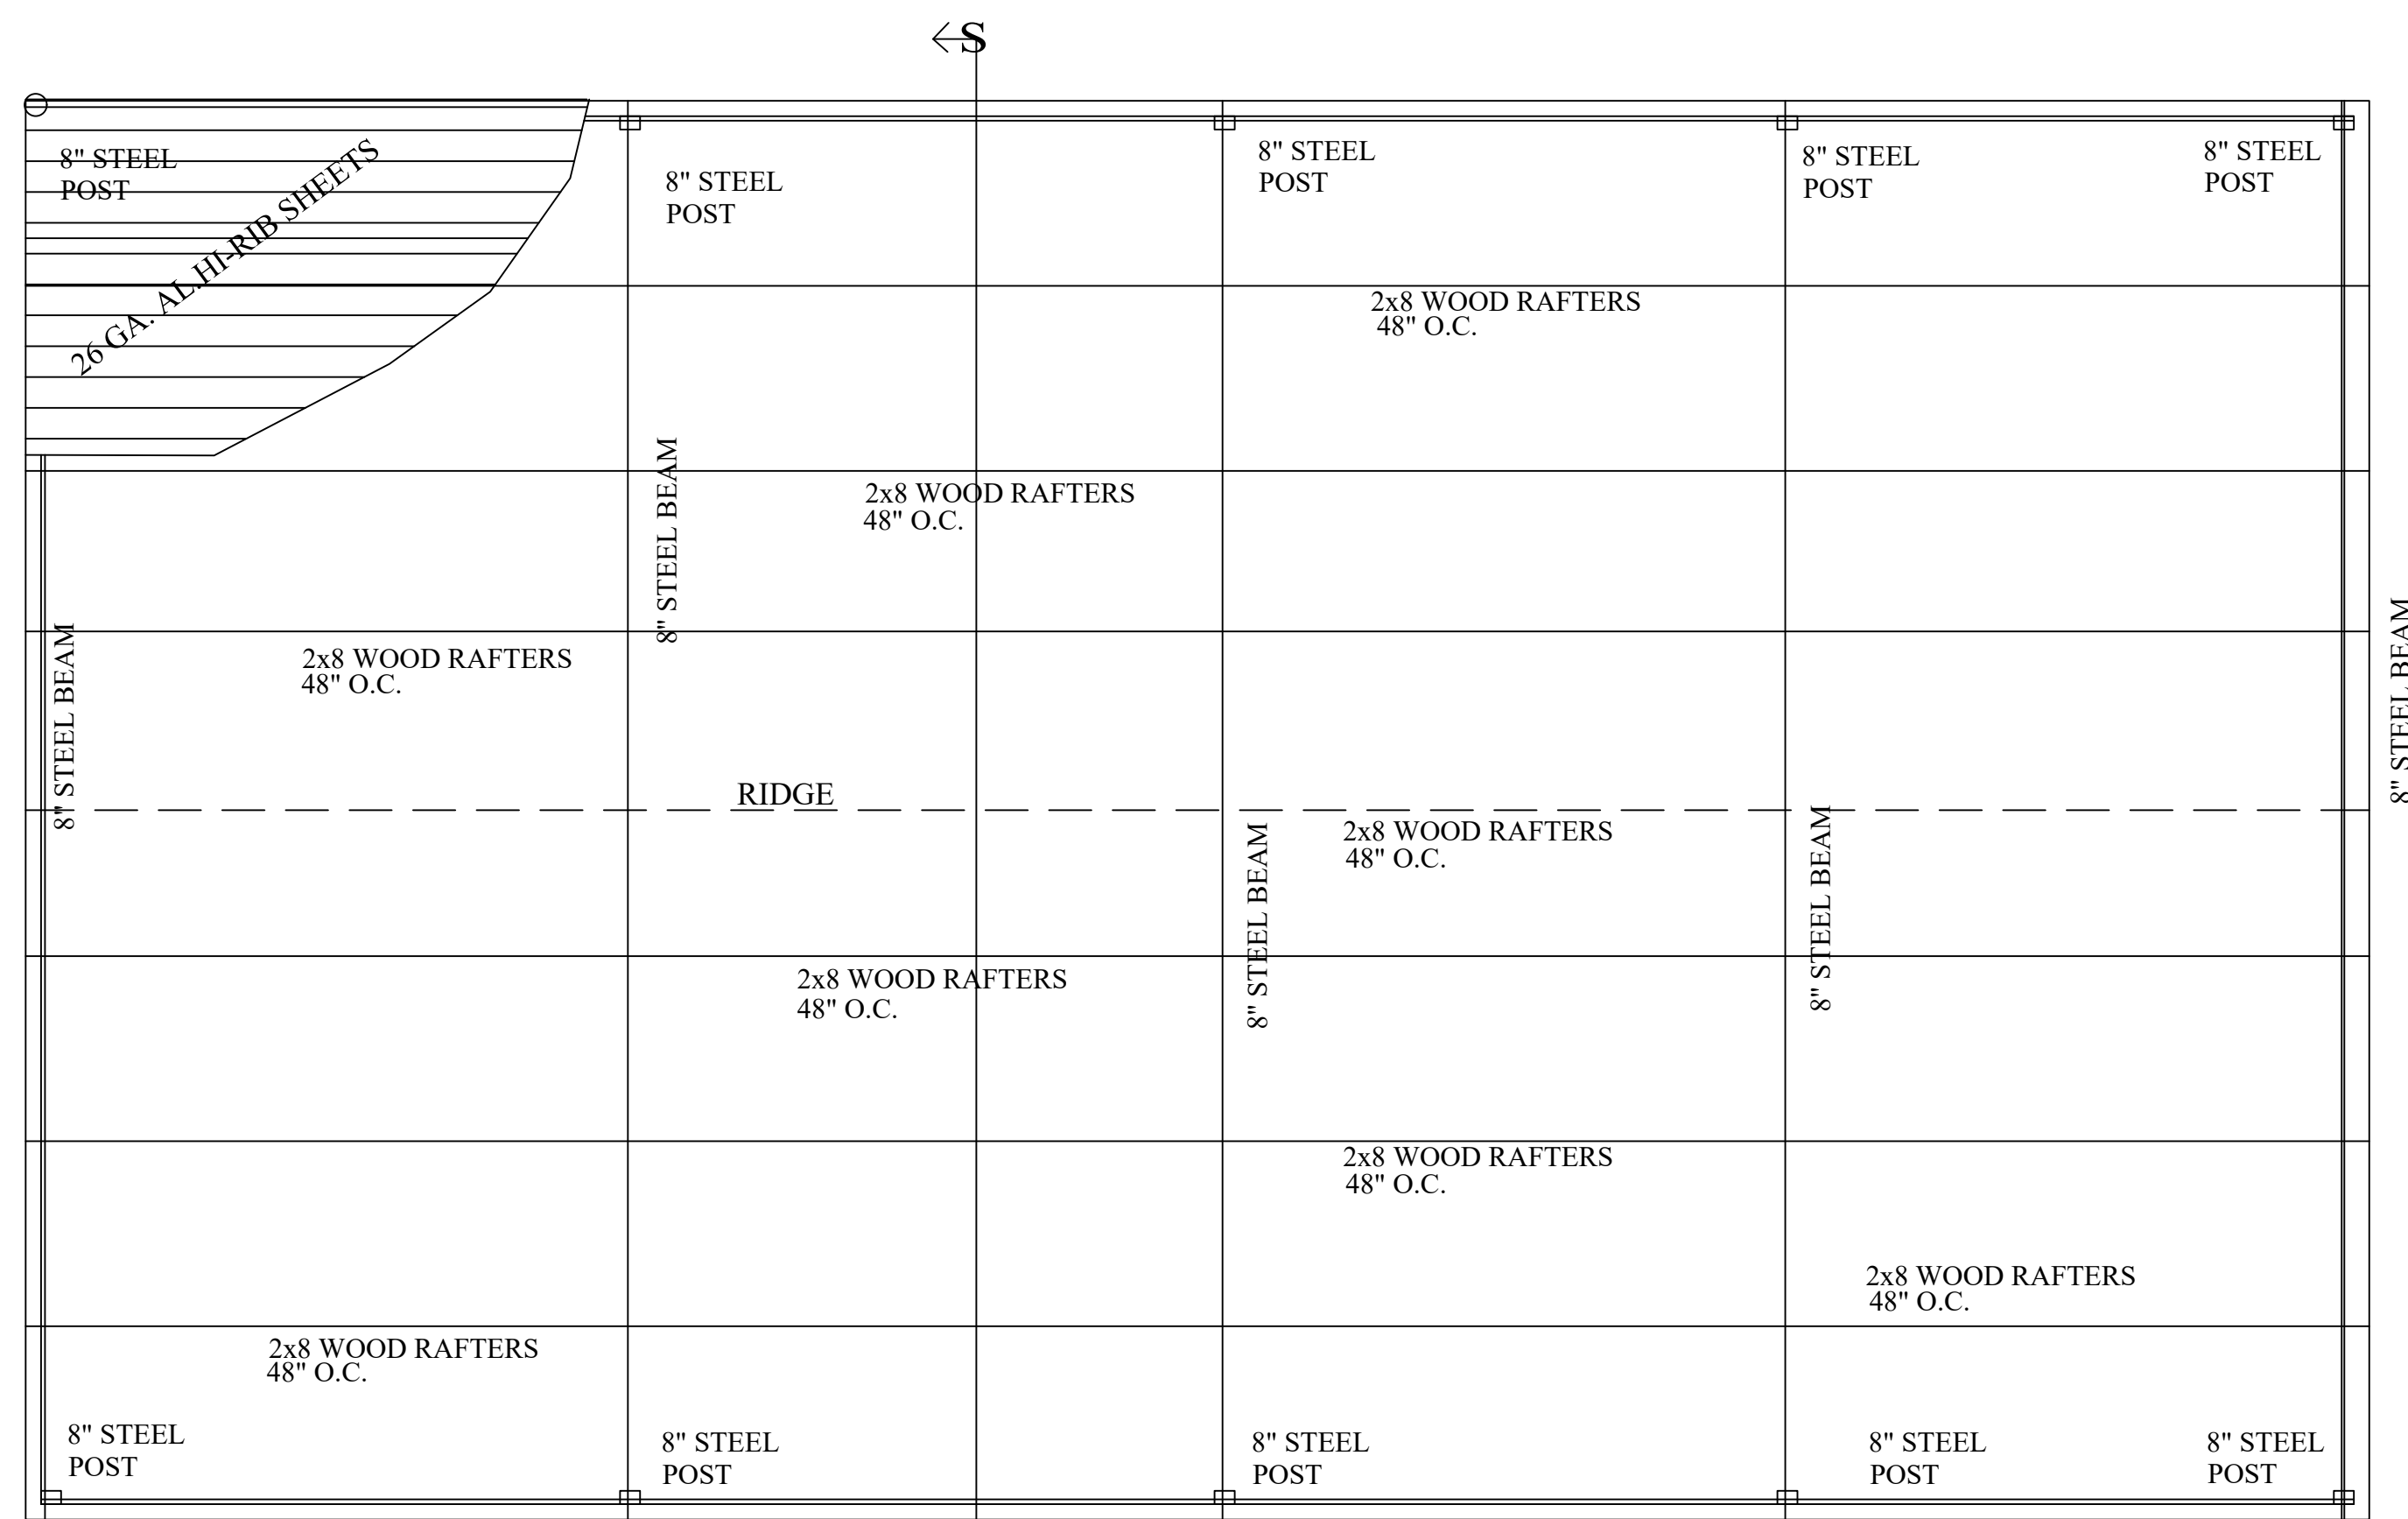 S
8" STEEL
POST
26 GA. AL.HI-RIB SHEETS
8" STEEL
POST
8" STEEL
POST
8" STEEL
POST
8" STEEL
POST
2x8 WOOD RAFTERS
48" O.C.
8" STEEL BEAM
2x8 WOOD RAFTERS
48" O.C.
8" STEEL BEAM
2x8 WOOD RAFTERS
48" O.C.
8" STEEL BEAM
RIDGE
2x8 WOOD RAFTERS
48" O.C.
8" STEEL BEAM
8" STEEL BEAM
2x8 WOOD RAFTERS
48" O.C.
2x8 WOOD RAFTERS
48" O.C.
2x8 WOOD RAFTERS
48" O.C.
2x8 WOOD RAFTERS
48" O.C.
8" STEEL
POST
8" STEEL
POST
8" STEEL
POST
8" STEEL
POST
8" STEEL
POST